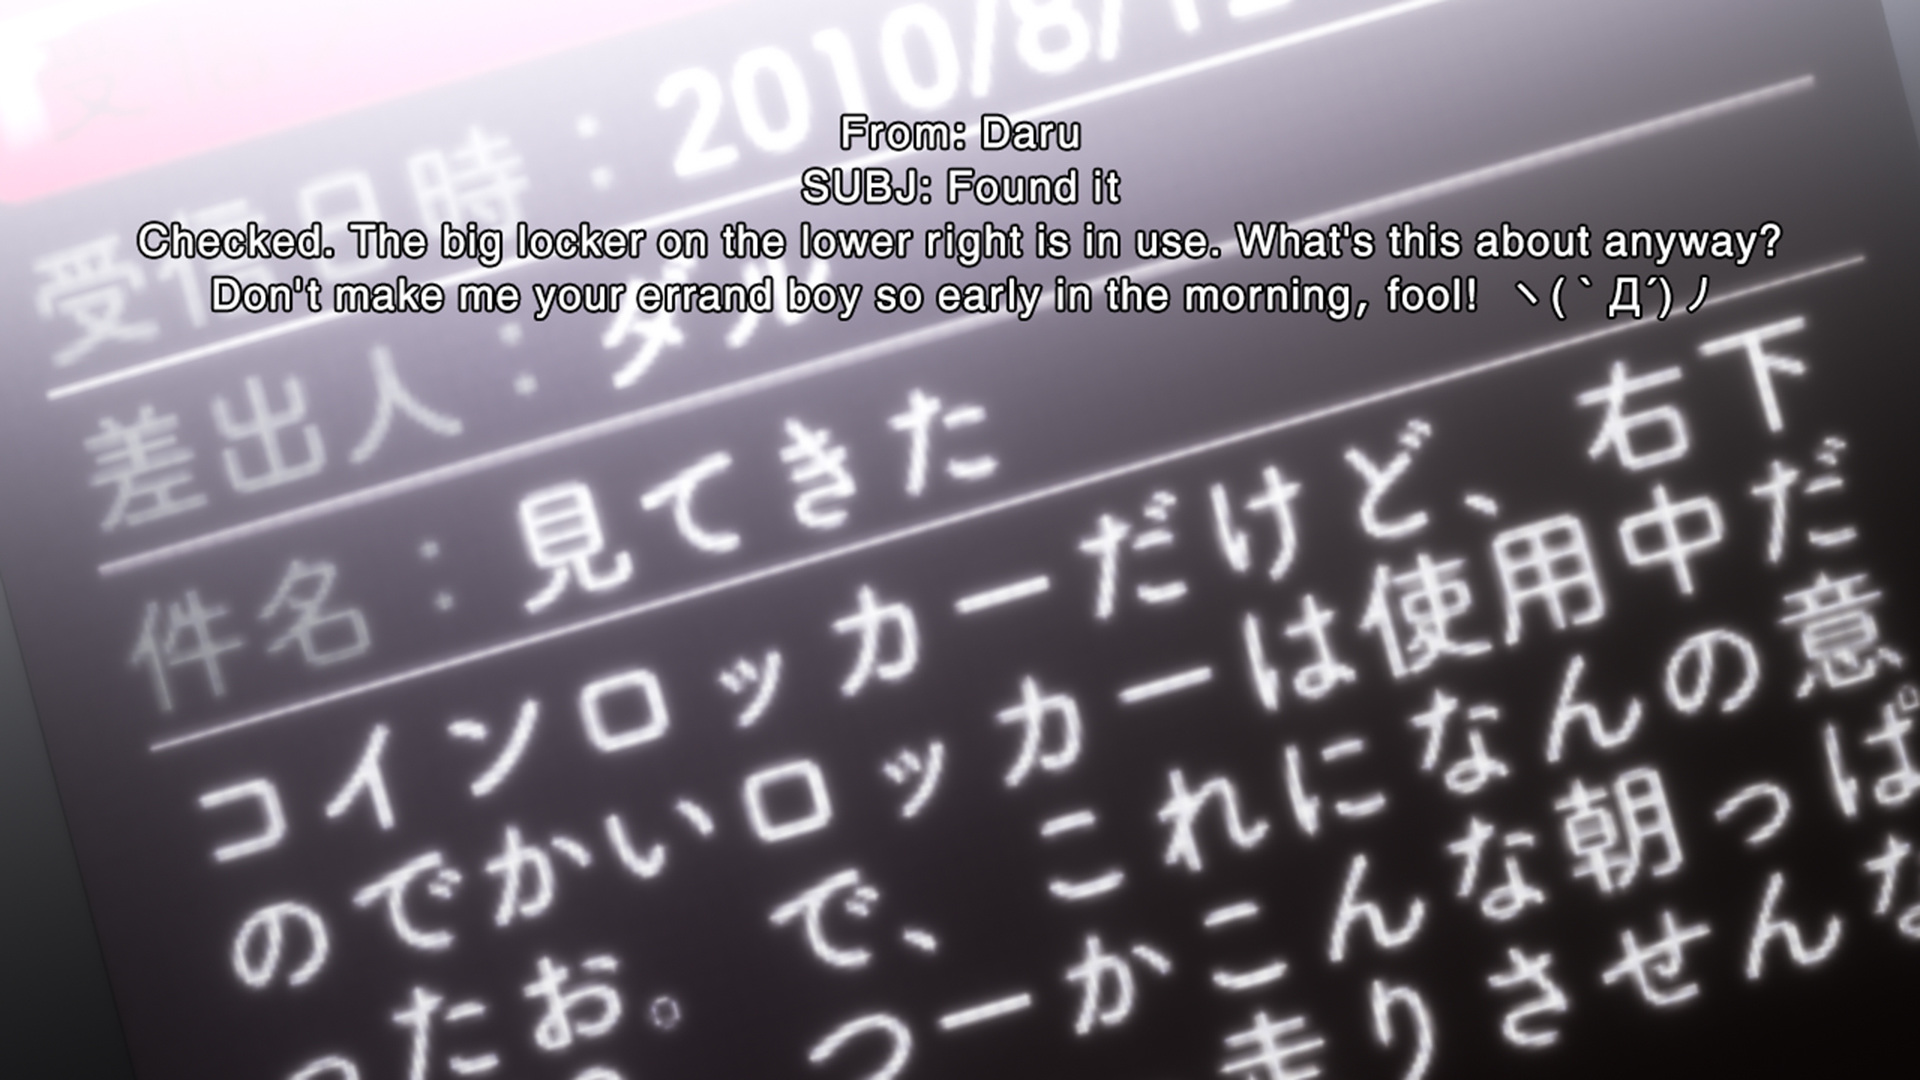 2010/8/1
受信日時：
From: Daru
SUBJ: Found it
Checked. The big locker on the lower right is in use. What's this about anyway?
Don't make me your errand boy so early in the morning, fool! ヽ(｀Д´)ノ
差出人：ダル
件名：見てきた
コインロッカーだけど、右下
のでかいロッカーは使用中だ
ったお。で、これになんの意
つーかこんな朝っぱ
走りさせんな